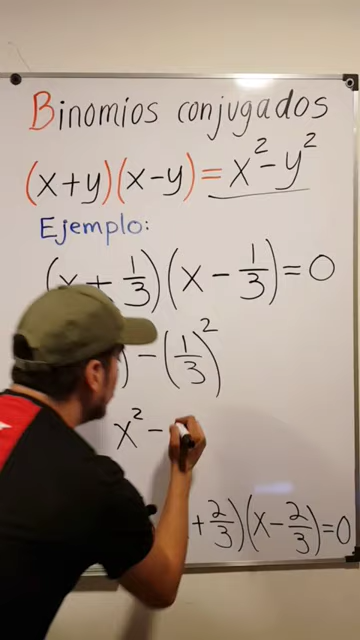 Binomios conjugados
(x+y)(x-y)=x²-y²
Ejemplo:
(x + 1/3)(x - 1/3)=0
) - (1/3)²
x² -
+ 2/3)(x - 2/3)=0